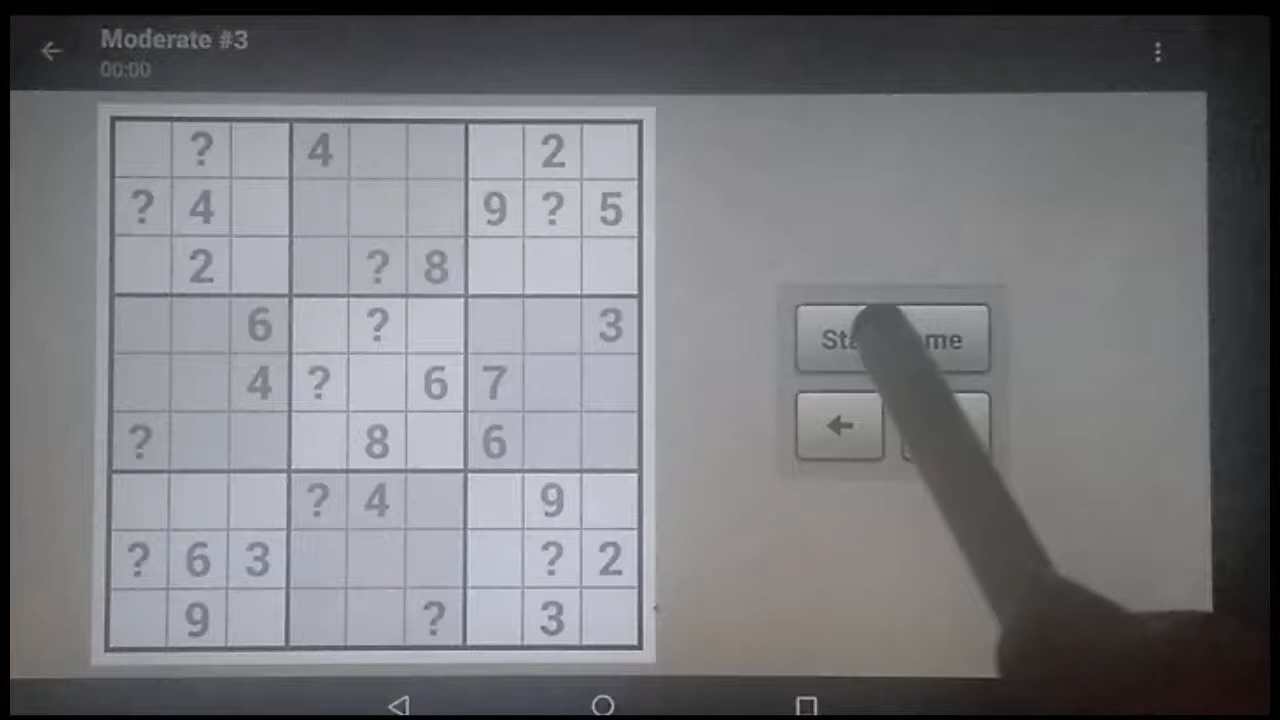 Moderate #3
00:00
? 4 2
? 4 9 ? 5
2 ? 8
6 ? 3
4 ? 6 7
? 8 6
? 4 9
? 6 3 ? 2
9 ? 3